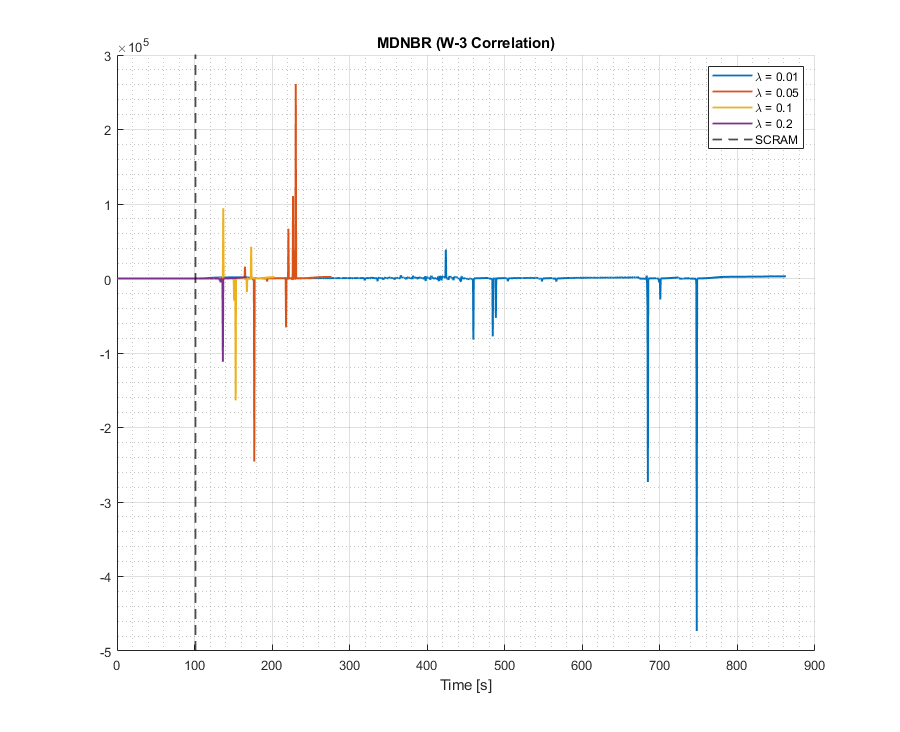 MDNBR (W-3 Correlation)
×10^5
3
2
1
0
-1
-2
-3
-4
-5
0 100 200 300 400 500 600 700 800 900
Time [s]
λ = 0.01
λ = 0.05
λ = 0.1
λ = 0.2
SCRAM